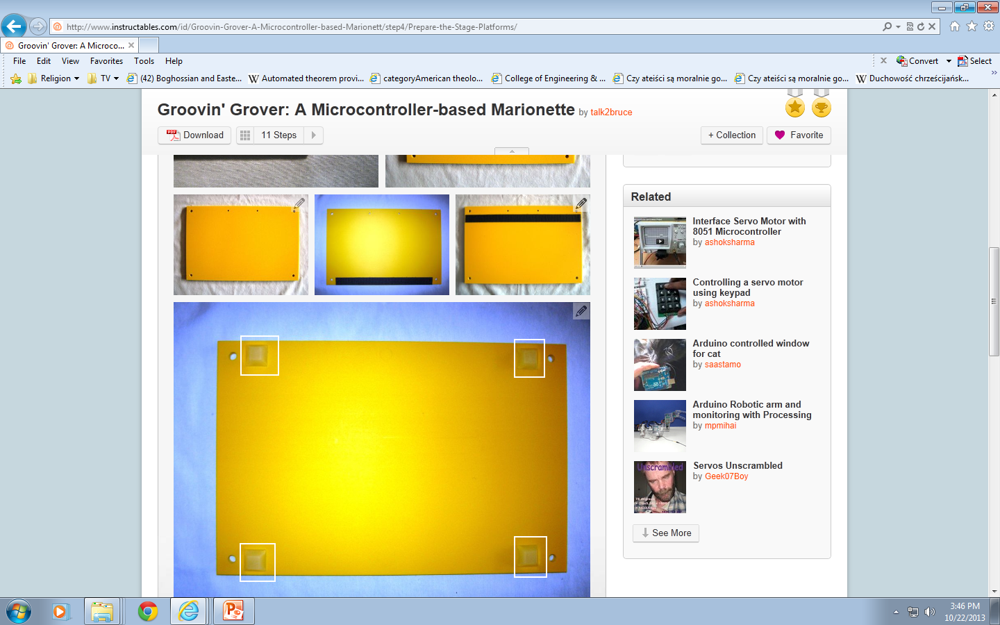 http://www.instructables.com/id/Groovin-Grover-A-Microcontroller-based-Marionett/step4/Prepare-the-Stage-Platforms/
Groovin' Grover: A Microco...
File Edit View Favorites Tools Help
Convert Select
Religion TV (42) Boghossian and Easte... Automated theorem provi... categoryAmerican theolo... College of Engineering & ... Czy ateiści są moralnie go... Czy ateiści są moralnie go... Duchowość chrześcijańsk...
Groovin' Grover: A Microcontroller-based Marionette by talk2bruce
PDF Download 11 Steps + Collection Favorite
Related
Interface Servo Motor with
8051 Microcontroller
by ashoksharma
Controlling a servo motor
using keypad
by ashoksharma
Arduino controlled window
for cat
by saastamo
Arduino Robotic arm and
monitoring with Processing
by mpmihai
Unscrambled
Servos Unscrambled
by Geek07Boy
See More
3:46 PM
10/22/2013